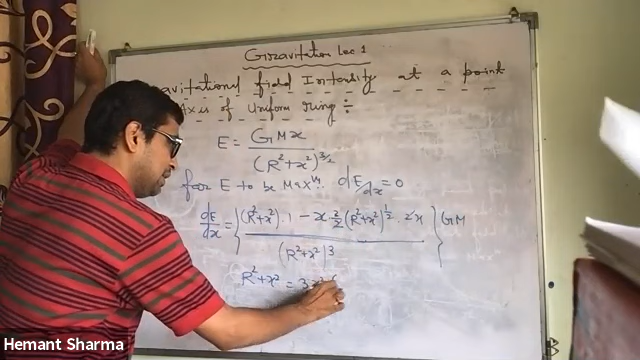 Gravitation Lec 1
avitational field Intensity at a point
Axis of Uniform ring ÷
E = GMx / (R²+x²)^3/2
for E to be Max^m. dE/dx = 0
dE/dx = { (R²+x²)^3/2 . 1 − x . 3/2 (R²+x²)^1/2 . 2x / (R²+x²)^3 } GM
R²+x² = 3x²
Hemant Sharma